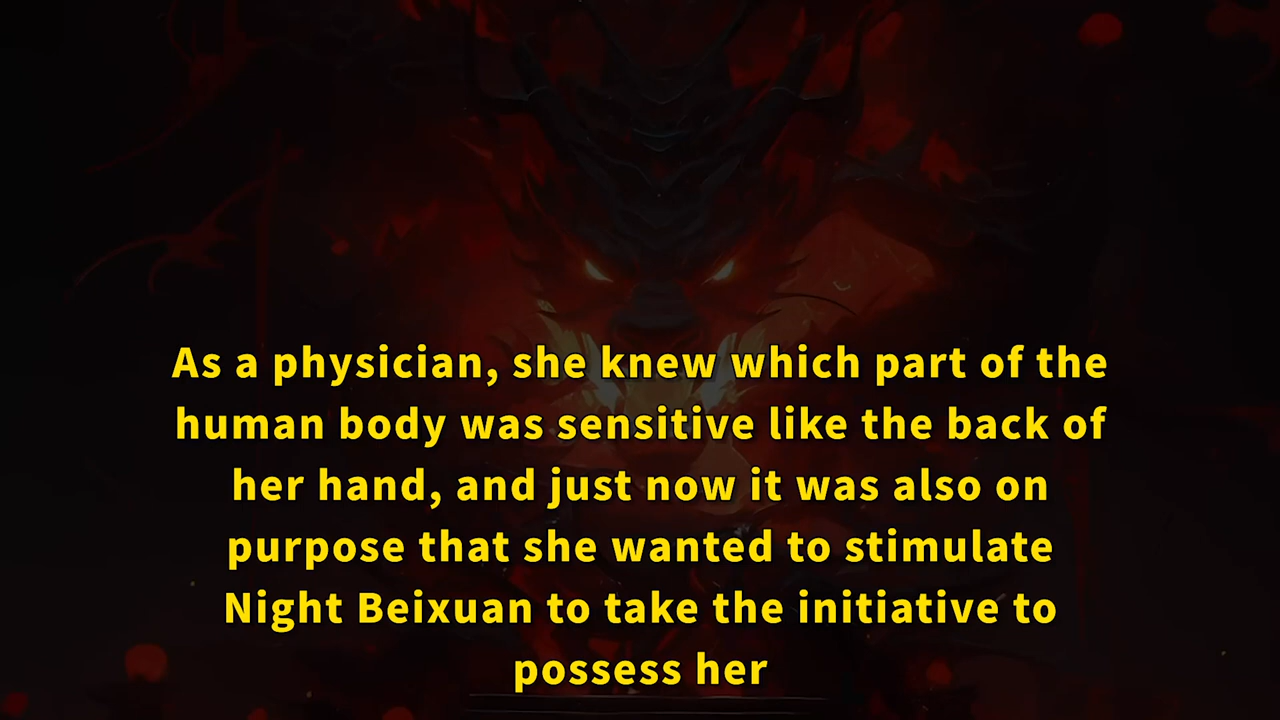 As a physician, she knew which part of the
human body was sensitive like the back of
her hand, and just now it was also on
purpose that she wanted to stimulate
Night Beixuan to take the initiative to
possess her